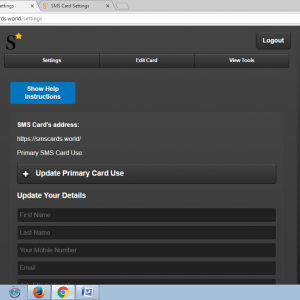 ettings
SMS Card Settings
ds.world/settings
S
Logout
Settings
Edit Card
View Tools
Show Help
Instructions
SMS Card's address:
https://smscards.world/
Primary SMS Card Use:
Update Primary Card Use
Update Your Details
First Name
Last Name
Your Mobile Number
Email